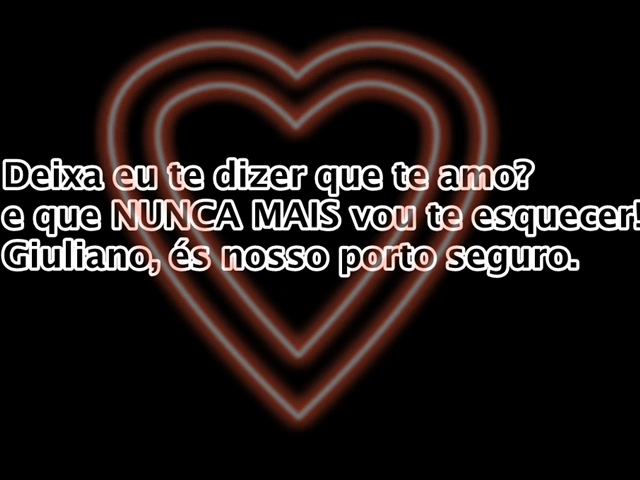 Deixa eu te dizer que te amo?
e que NUNCA MAIS vou te esquecer!
Giuliano, és nosso porto seguro.